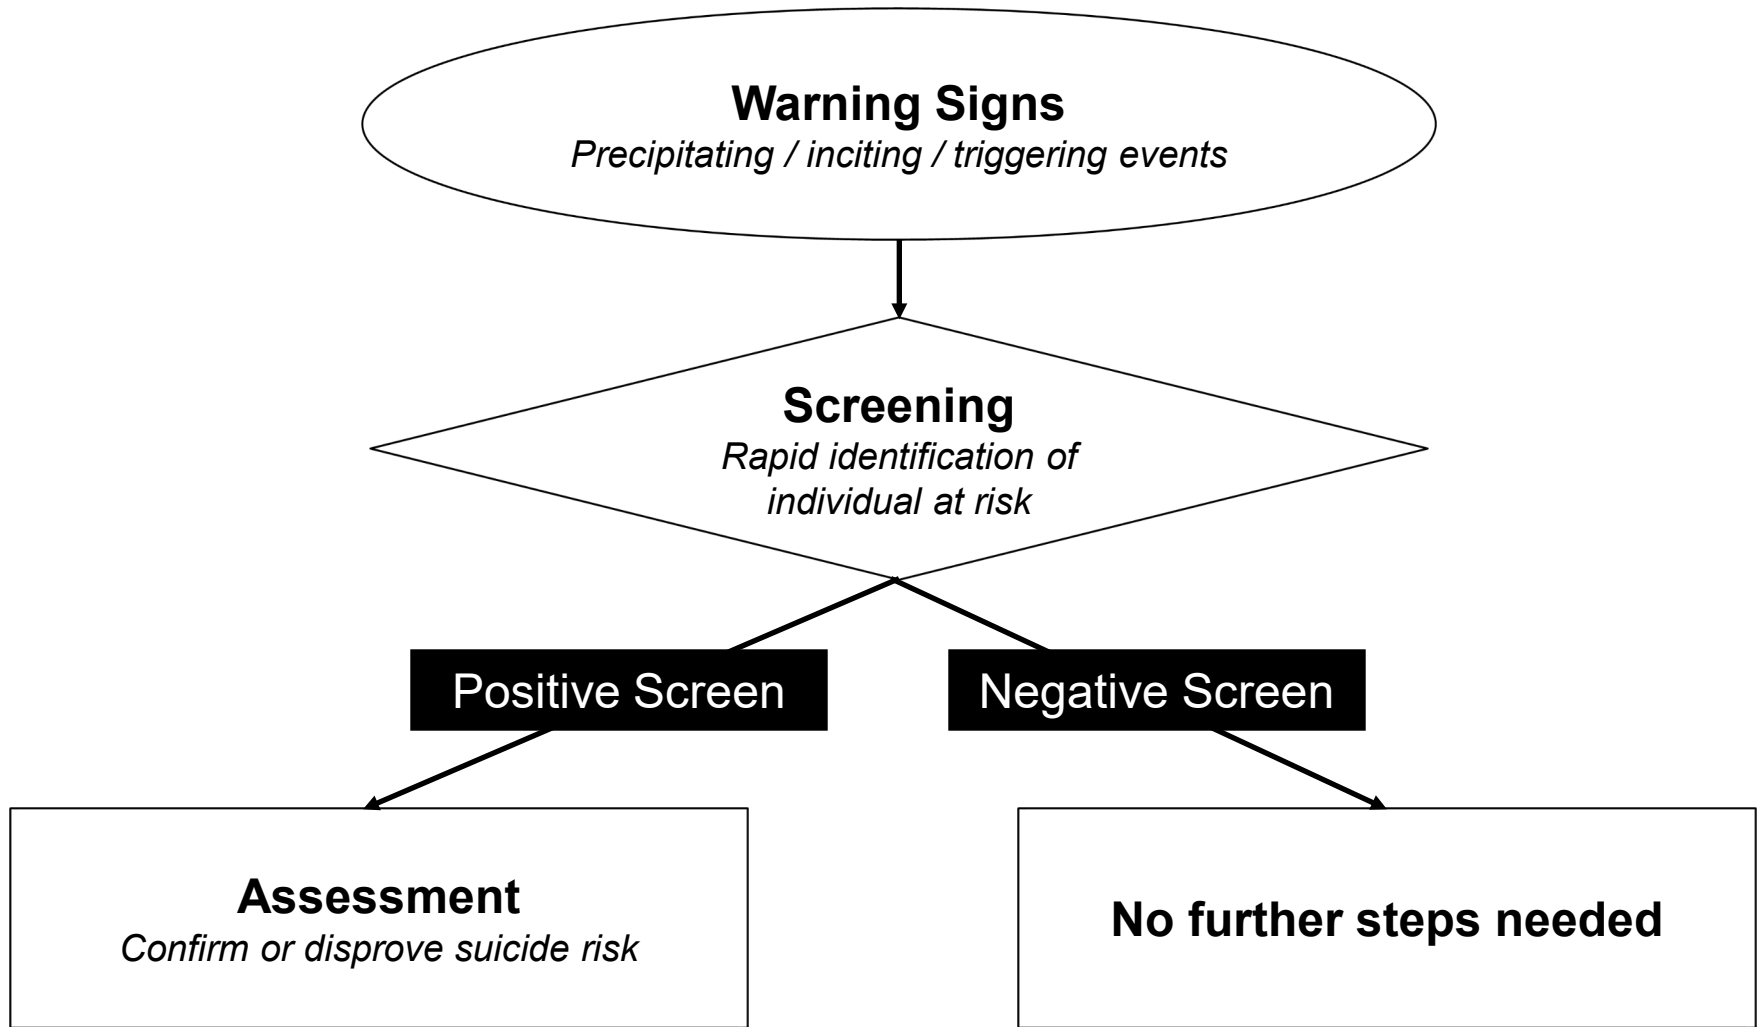 Warning Signs
Precipitating / inciting / triggering events
Screening
Rapid identification of
individual at risk
Positive Screen
Negative Screen
Assessment
Confirm or disprove suicide risk
No further steps needed